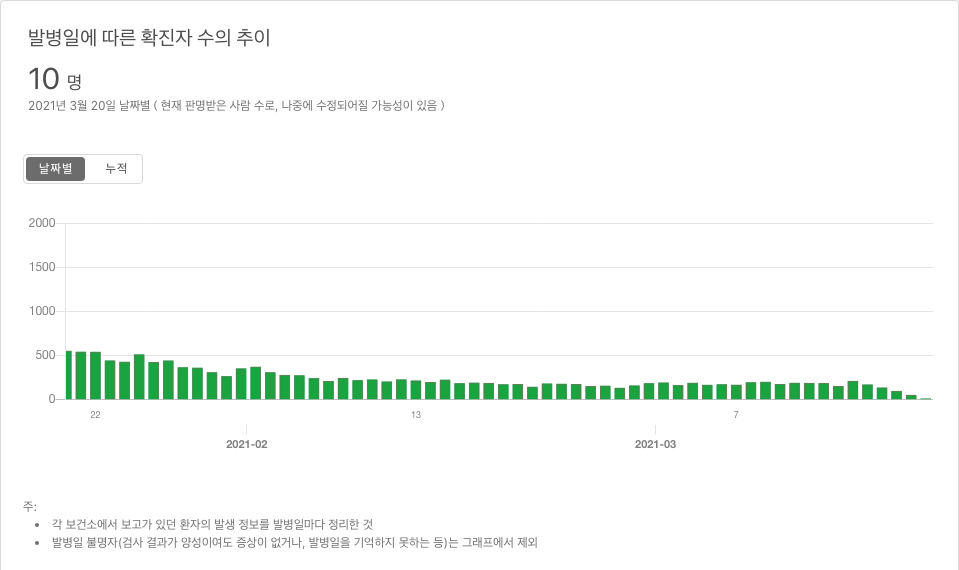 발병일에 따른 확진자 수의 추이
10 명
2021년 3월 20일 날짜별 ( 현재 판명받은 사람 수로, 나중에 수정되어질 가능성이 있음 )
날짜별 누적
2000
1500
1000
500
0
22 13 7
2021-02 2021-03
주:
• 각 보건소에서 보고가 있던 환자의 발생 정보를 발병일마다 정리한 것
• 발병일 불명자(검사 결과가 양성이여도 증상이 없거나, 발병일을 기억하지 못하는 등)는 그래프에서 제외